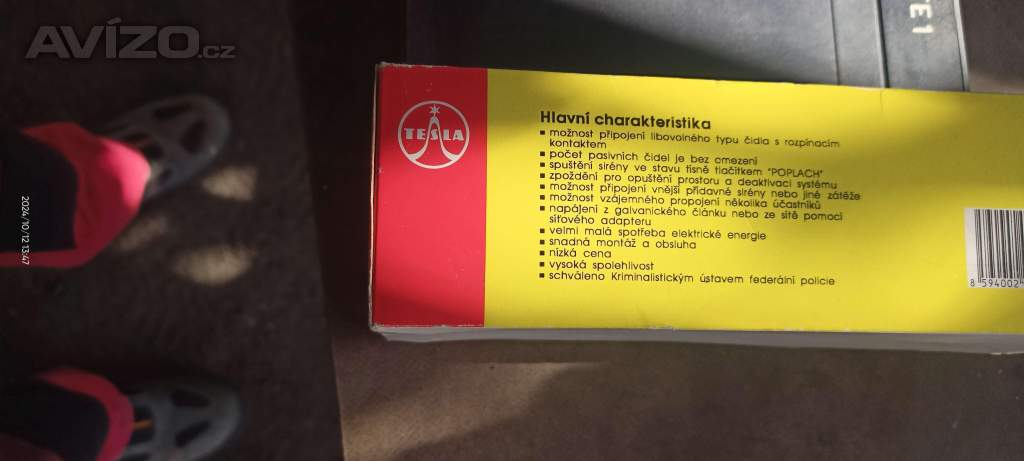 AVÍZO.cz
TE1
TESLA
Hlavní charakteristika
▪ možnost připojení libovolného typu čidla s rozpínacím
kontaktem
▪ počet pasivních čidel je bez omezení
▪ spuštění sirény ve stavu tísně tlačítkem "POPLACH"
▪ zpoždění pro opuštění prostoru a deaktivaci systému
▪ možnost připojení vnější přídavné sirény nebo jiné zátěže
▪ možnost vzájemného propojení několika účastníků
▪ napájení z galvanického článku nebo ze sítě pomocí
síťového adapteru
▪ velmi malá spotřeba elektrické energie
▪ snadná montáž a obsluha
▪ nízká cena
▪ vysoká spolehlivost
▪ schváleno Kriminalistickým ústavem federální policie
8 594002
2024/10/12 13:47